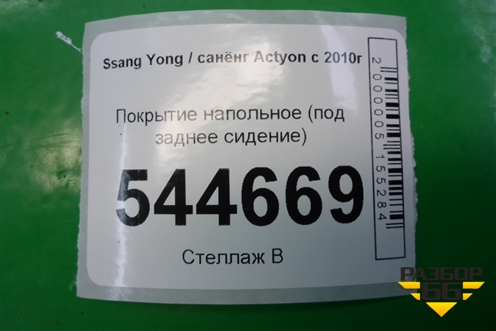 Ssang Yong / санёнг Actyon с 2010г
Покрытие напольное (под
заднее сидение)
544669
Стеллаж В
2000005155284
РАЗБОР
66